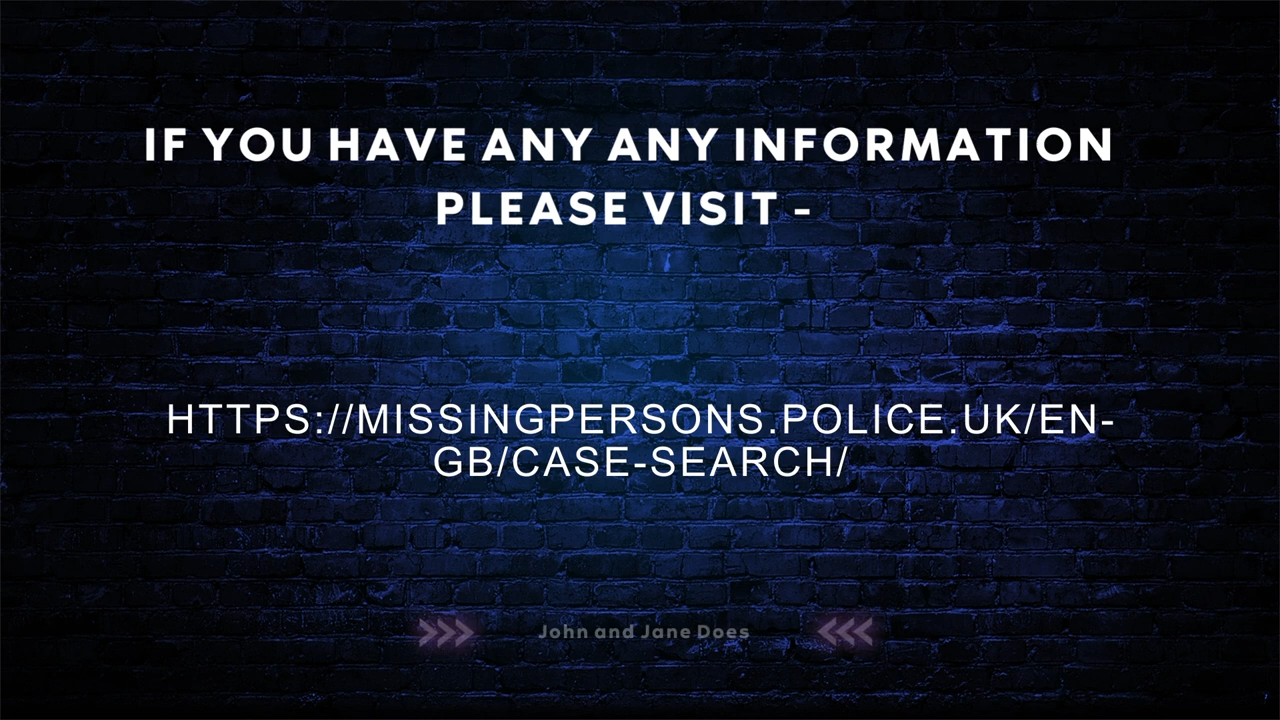 IF YOU HAVE ANY ANY INFORMATION
PLEASE VISIT -
HTTPS://MISSINGPERSONS.POLICE.UK/EN-
GB/CASE-SEARCH/
John and Jane Does